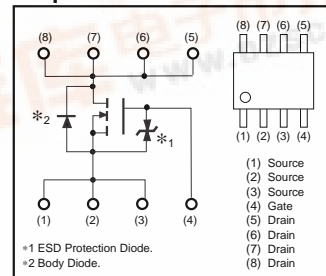 (8) (7) (6) (5)
(8) (7) (6) (5)
*2
*1
(1) (2) (3) (4)
(1) (2) (3) (4)
(1) Source
(2) Source
(3) Source
(4) Gate
(5) Drain
(6) Drain
(7) Drain
(8) Drain
*1 ESD Protection Diode.
*2 Body Diode.